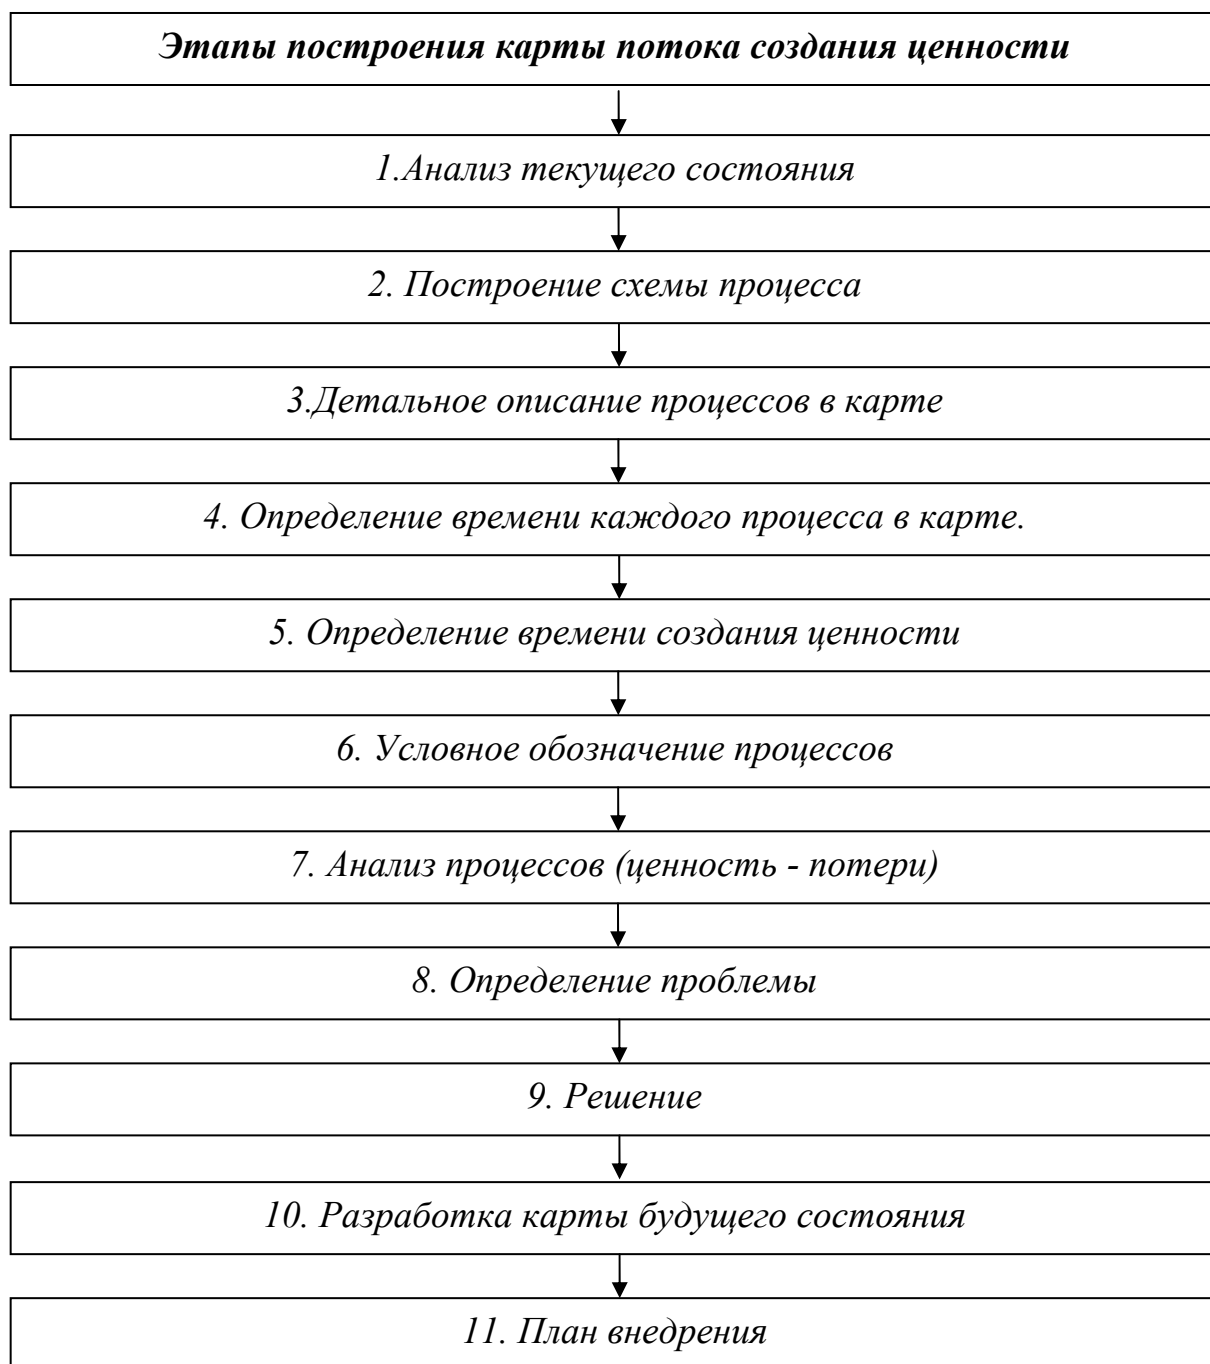 Этапы построения карты потока создания ценности
1.Анализ текущего состояния
2. Построение схемы процесса
3.Детальное описание процессов в карте
4. Определение времени каждого процесса в карте.
5. Определение времени создания ценности
6. Условное обозначение процессов
7. Анализ процессов (ценность - потери)
8. Определение проблемы
9. Решение
10. Разработка карты будущего состояния
11. План внедрения